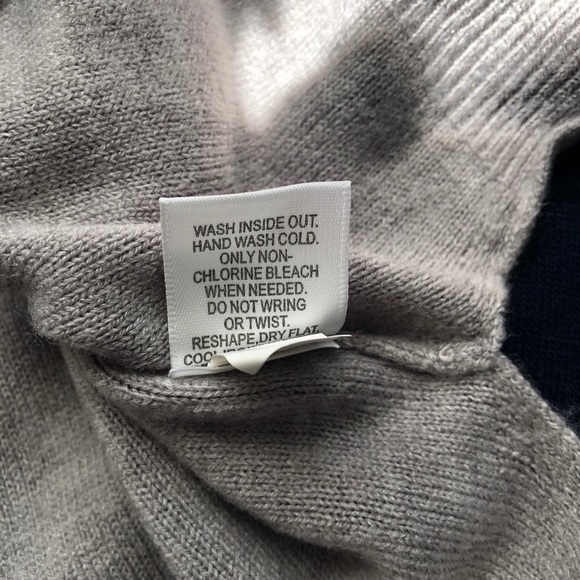 WASH INSIDE OUT.
HAND WASH COLD.
ONLY NON-
CHLORINE BLEACH
WHEN NEEDED.
DO NOT WRING
OR TWIST.
RESHAPE,DRY FLAT.
COOL